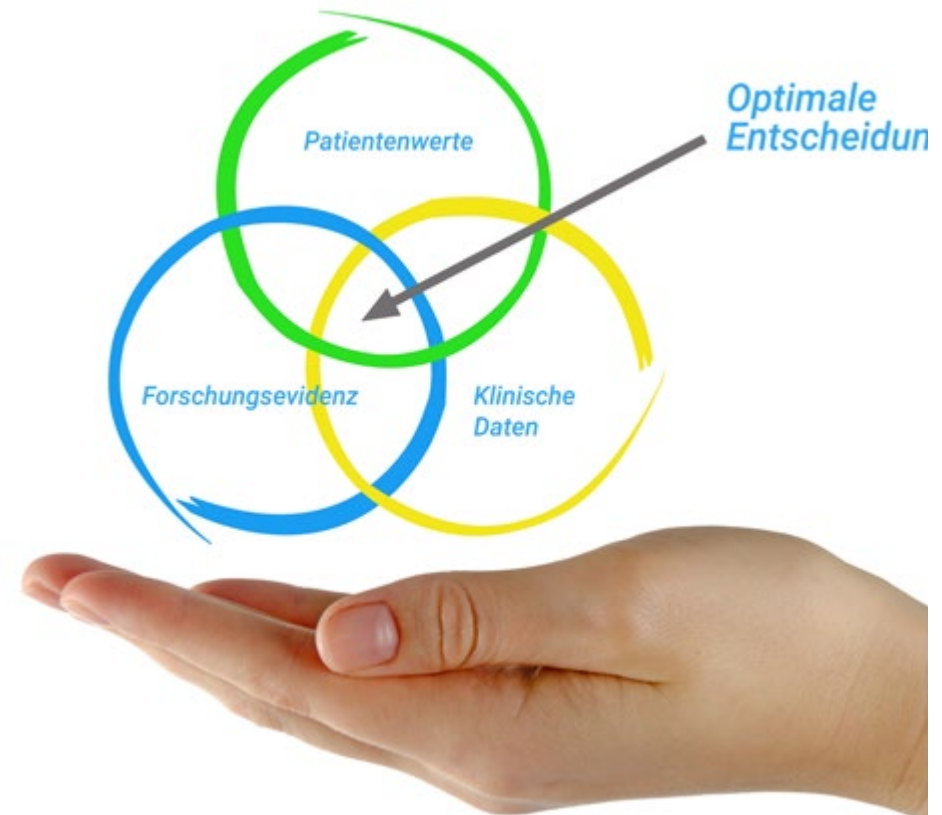 Patientenwerte
Optimale
Entscheidun
Forschungsevidenz
Klinische
Daten